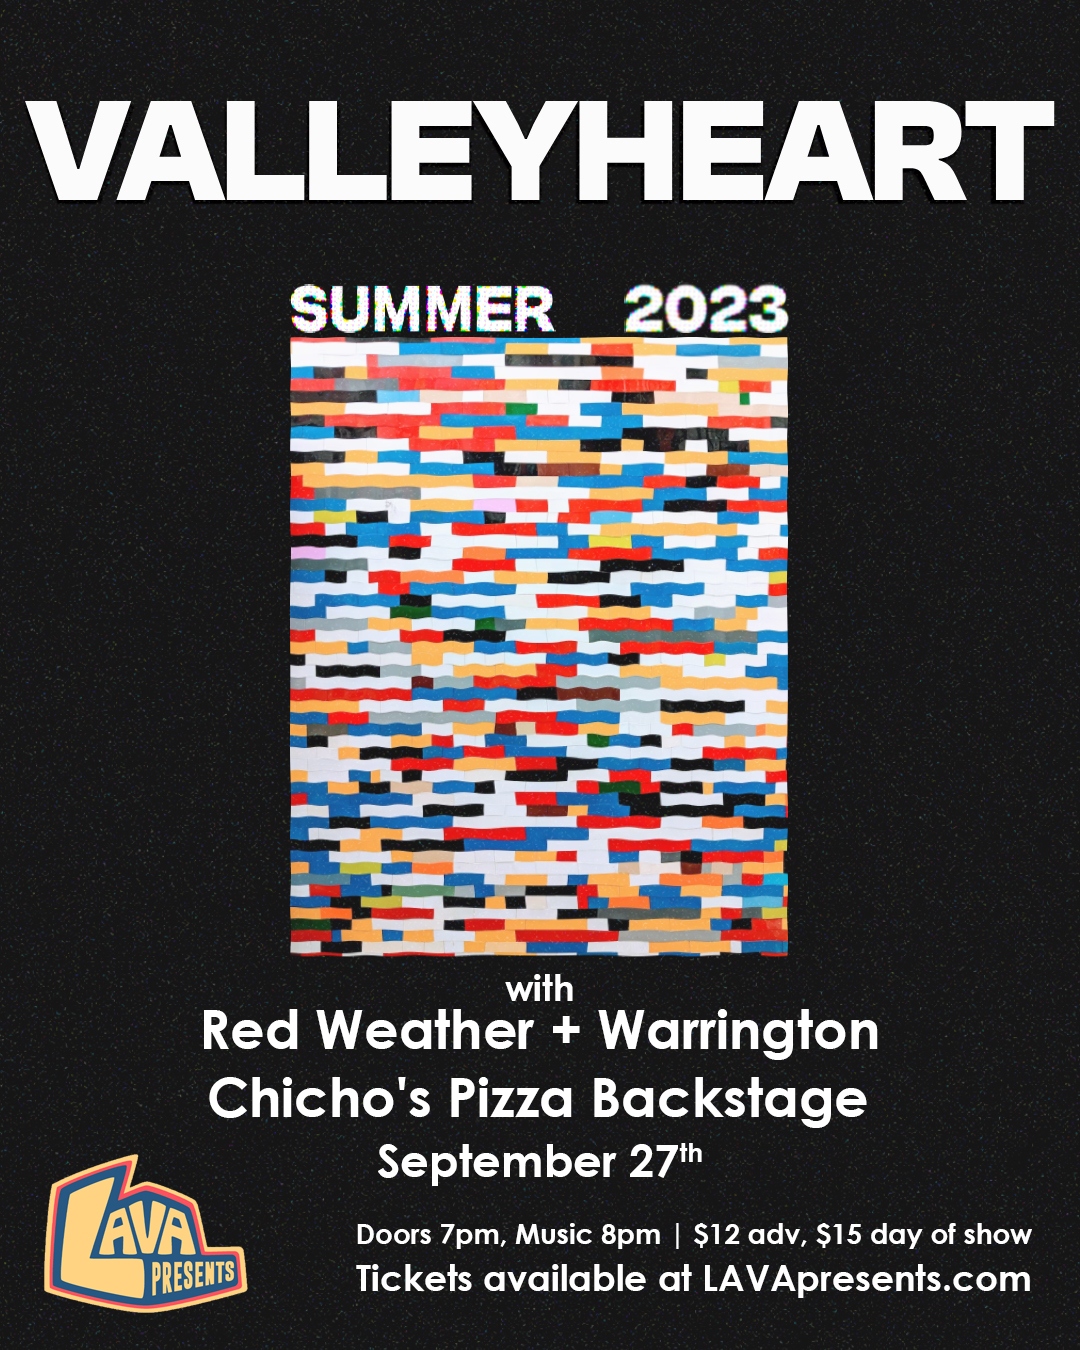 VALLEYHEART
SUMMER 2023
with
Red Weather + Warrington
Chicho's Pizza Backstage
September 27th
LAVA
PRESENTS
Doors 7pm, Music 8pm | $12 adv, $15 day of show
Tickets available at LAVApresents.com